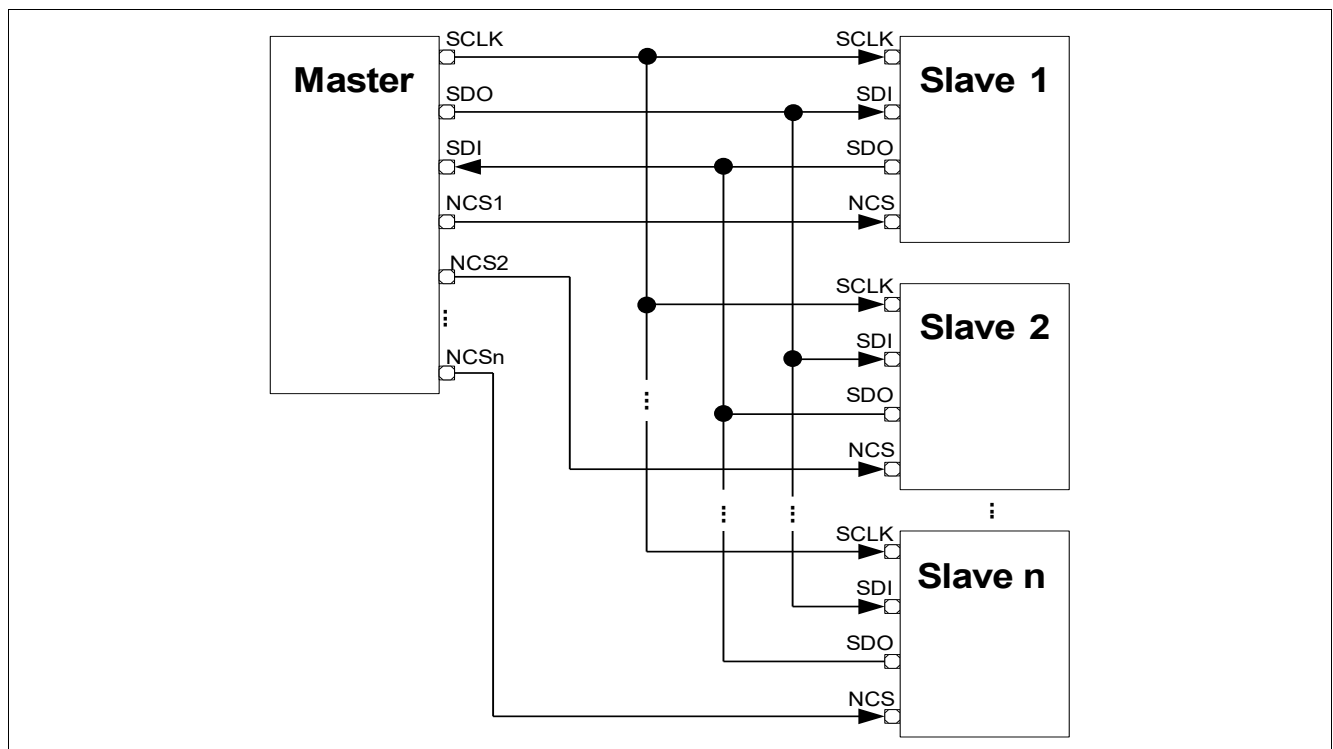 Master
SCLK
SDO
SDI
NCS1
NCS2
...
NCSn
SCLK
SDI
SDO
NCS
Slave 1
SCLK
SDI
SDO
NCS
Slave 2
...
...
...
...
SCLK
SDI
SDO
NCS
Slave n